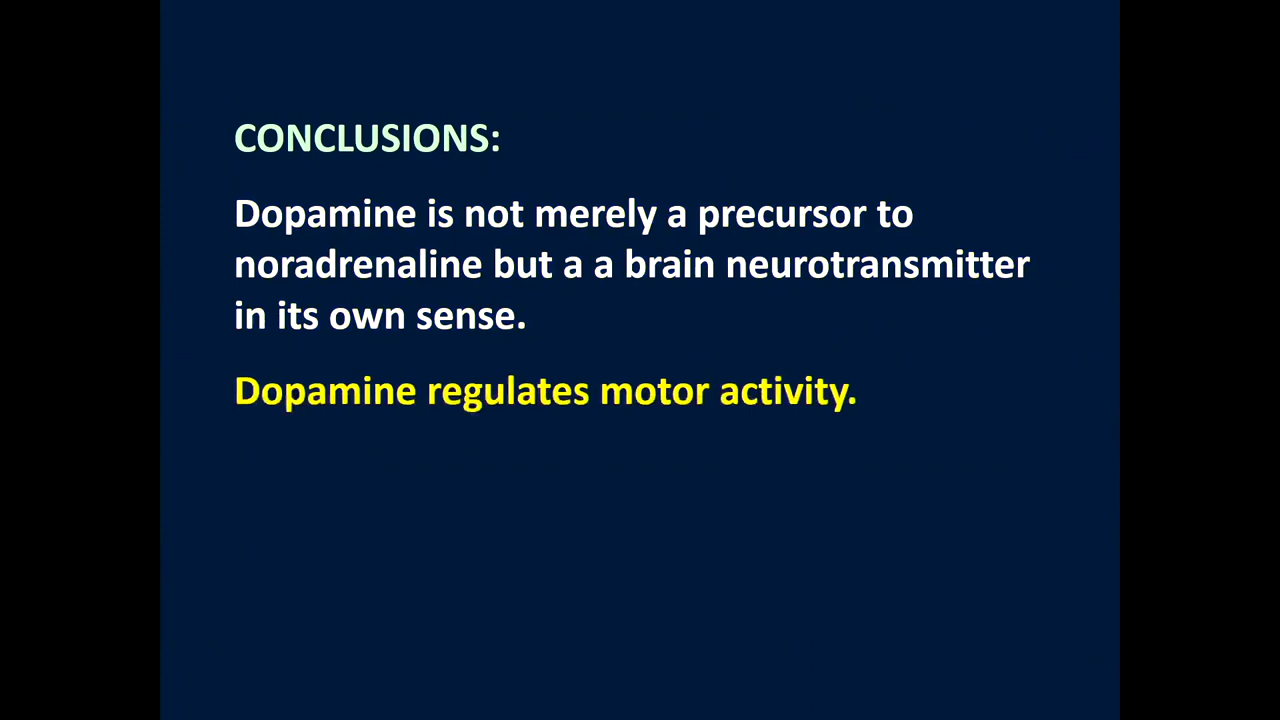 CONCLUSIONS:
Dopamine is not merely a precursor to
noradrenaline but a a brain neurotransmitter
in its own sense.
Dopamine regulates motor activity.